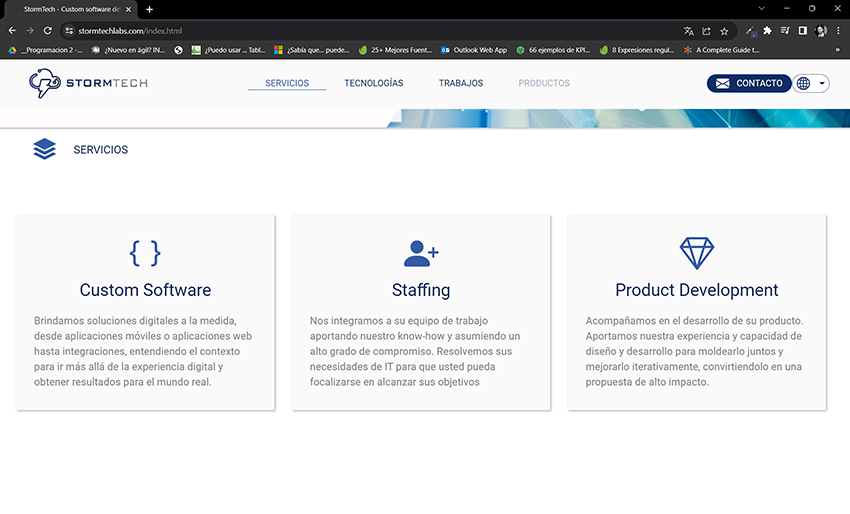 StormTech - Custom software de
stormtechlabs.com/index.html
__Programacion 2 -...
¿Nuevo en ágil? IN...
¿Puedo usar ... Tabl...
¿Sabía que... puede...
25+ Mejores Fuent...
Outlook Web App
66 ejemplos de KPI...
8 Expresiones regul...
A Complete Guide t...
STORMTECH
SERVICIOS
TECNOLOGÍAS
TRABAJOS
PRODUCTOS
CONTACTO
SERVICIOS
{ }
Custom Software
Brindamos soluciones digitales a la medida,
desde aplicaciones móviles o aplicaciones web
hasta integraciones, entendiendo el contexto
para ir más allá de la experiencia digital y
obtener resultados para el mundo real.
Staffing
Nos integramos a su equipo de trabajo
aportando nuestro know-how y asumiendo un
alto grado de compromiso. Resolvemos sus
necesidades de IT para que usted pueda
focalizarse en alcanzar sus objetivos
Product Development
Acompañamos en el desarrollo de su producto.
Aportamos nuestra experiencia y capacidad de
diseño y desarrollo para moldearlo juntos y
mejorarlo iterativamente, convirtiendolo en una
propuesta de alto impacto.